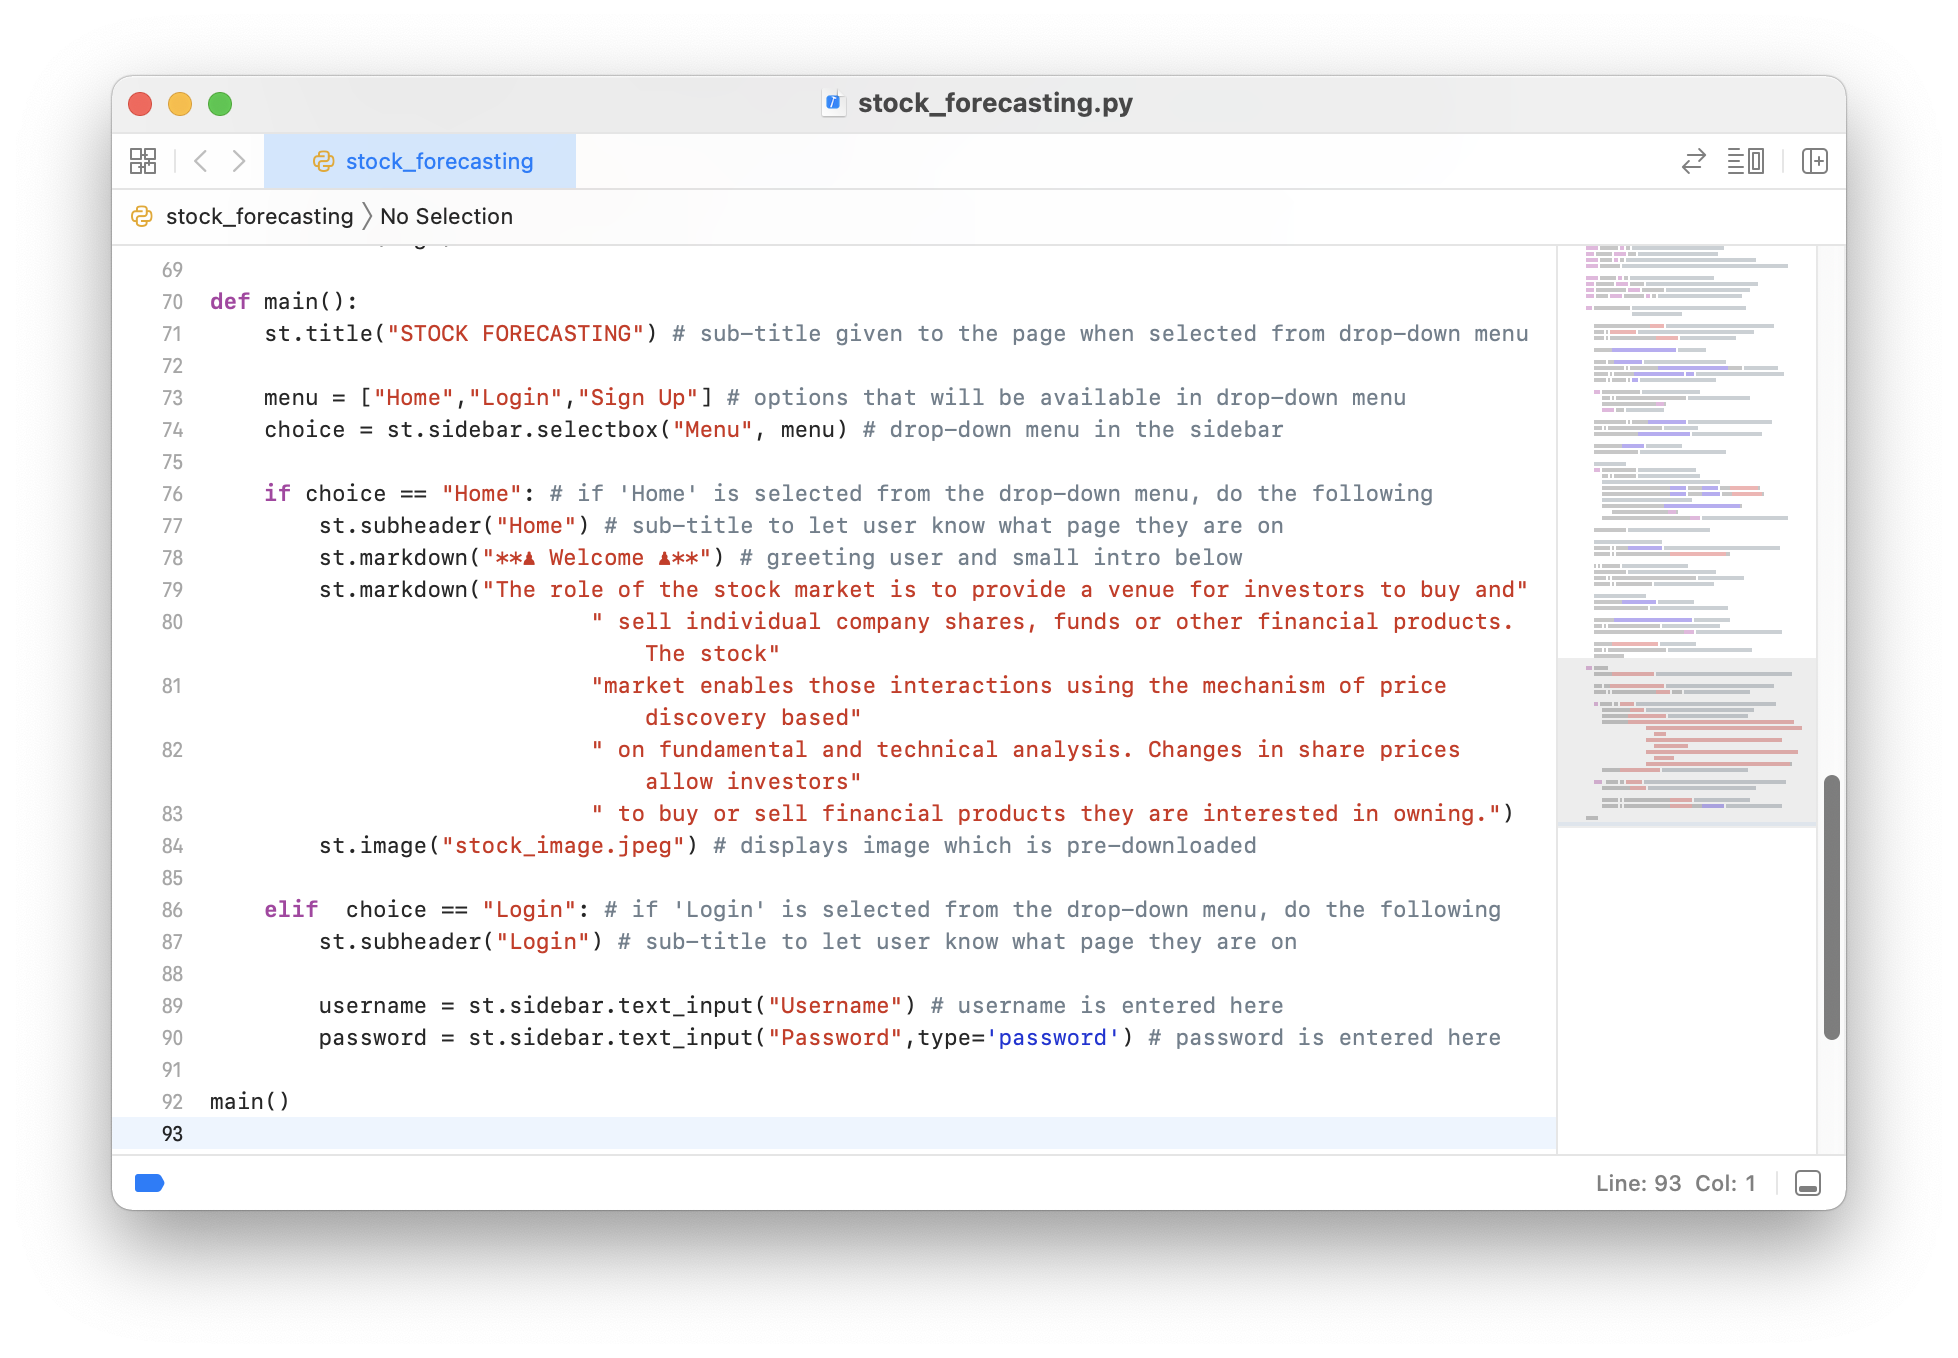 stock_forecasting.py
stock_forecasting
stock_forecasting No Selection
69
70 def main():
71     st.title("STOCK FORECASTING") # sub-title given to the page when selected from drop-down menu
72
73     menu = ["Home","Login","Sign Up"] # options that will be available in drop-down menu
74     choice = st.sidebar.selectbox("Menu", menu) # drop-down menu in the sidebar
75
76     if choice == "Home": # if 'Home' is selected from the drop-down menu, do the following
77         st.subheader("Home") # sub-title to let user know what page they are on
78         st.markdown("**♟ Welcome ♟**") # greeting user and small intro below
79         st.markdown("The role of the stock market is to provide a venue for investors to buy and"
80                             " sell individual company shares, funds or other financial products.
The stock"
81                             "market enables those interactions using the mechanism of price
discovery based"
82                             " on fundamental and technical analysis. Changes in share prices
allow investors"
83                             " to buy or sell financial products they are interested in owning.")
84         st.image("stock_image.jpeg") # displays image which is pre-downloaded
85
86     elif  choice == "Login": # if 'Login' is selected from the drop-down menu, do the following
87         st.subheader("Login") # sub-title to let user know what page they are on
88
89         username = st.sidebar.text_input("Username") # username is entered here
90         password = st.sidebar.text_input("Password",type='password') # password is entered here
91
92 main()
93
Line: 93 Col: 1